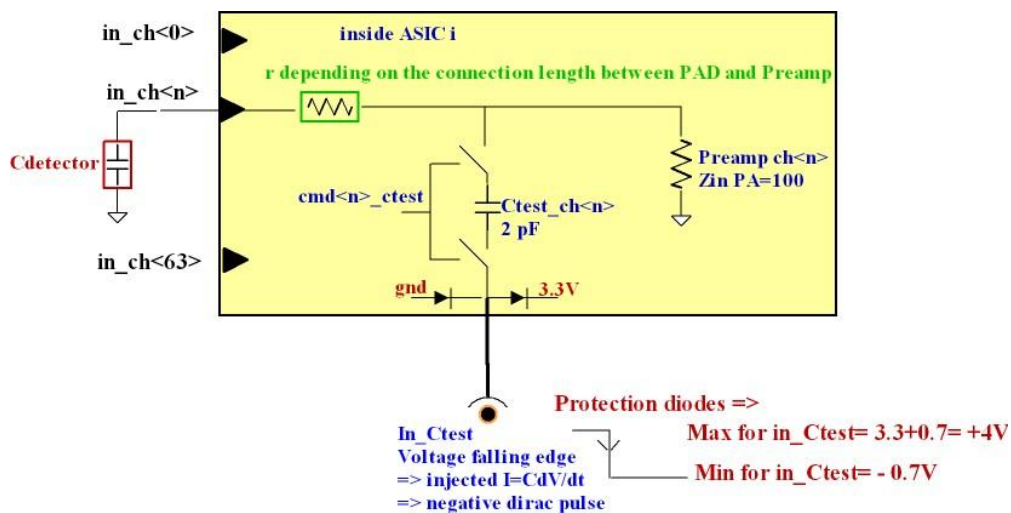 in_ch<0>
inside ASIC i
r depending on the connection length between PAD and Preamp
in_ch<n>
Cdetector
Preamp ch<n>
Zin PA=100
cmd<n>_ctest
Ctest_ch<n>
2 pF
in_ch<63>
gnd
3.3V
Protection diodes =>
Max for in_Ctest= 3.3+0.7= +4V
Min for in_Ctest= - 0.7V
In_Ctest
Voltage falling edge
=> injected I=CdV/dt
=> negative dirac pulse